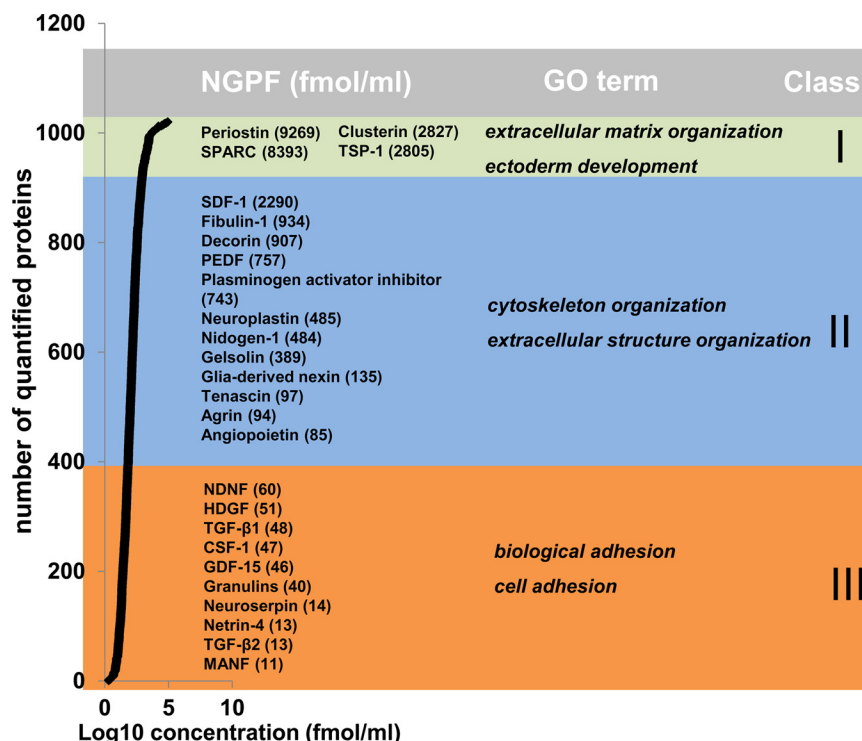 1200
1000
800
600
400
200
0
number of quantified proteins
NGPF (fmol/ml) GO term Class
Periostin (9269) Clusterin (2827)
SPARC (8393) TSP-1 (2805)
extracellular matrix organization
ectoderm development
I
SDF-1 (2290)
Fibulin-1 (934)
Decorin (907)
PEDF (757)
Plasminogen activator inhibitor
(743)
Neuroplastin (485)
Nidogen-1 (484)
Gelsolin (389)
Glia-derived nexin (135)
Tenascin (97)
Agrin (94)
Angiopoietin (85)
cytoskeleton organization
extracellular structure organization
II
NDNF (60)
HDGF (51)
TGF-β1 (48)
CSF-1 (47)
GDF-15 (46)
Granulins (40)
Neuroserpin (14)
Netrin-4 (13)
TGF-β2 (13)
MANF (11)
biological adhesion
cell adhesion
III
0 5 10
Log10 concentration (fmol/ml)